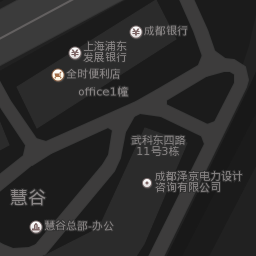 成都银行
上海浦东
发展银行
全时便利店
office1幢
武科东四路
11号3栋
成都泽京电力设计
咨询有限公司
慧谷
慧谷总部-办公